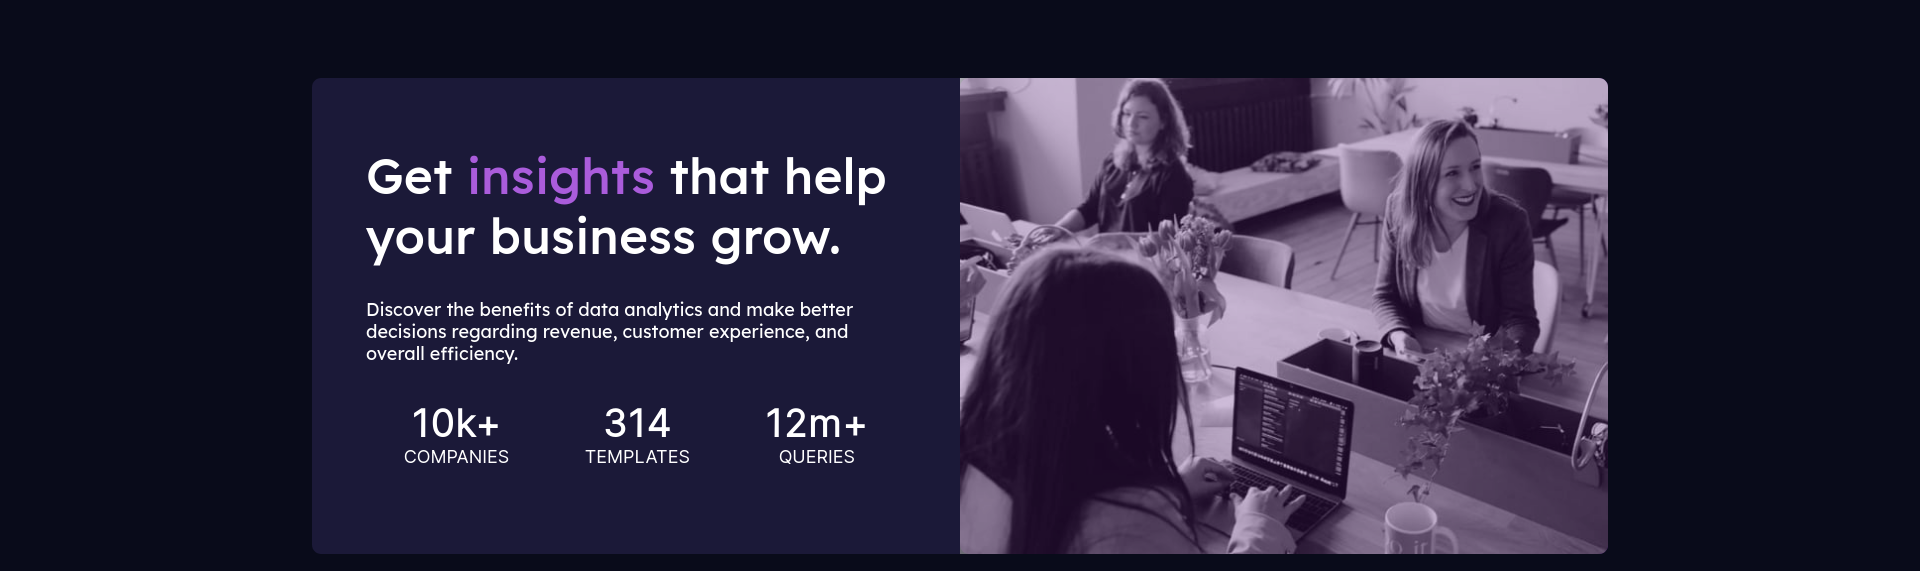 Get insights that help
your business grow.
Discover the benefits of data analytics and make better
decisions regarding revenue, customer experience, and
overall efficiency.
10k+ 314 12m+
COMPANIES TEMPLATES QUERIES